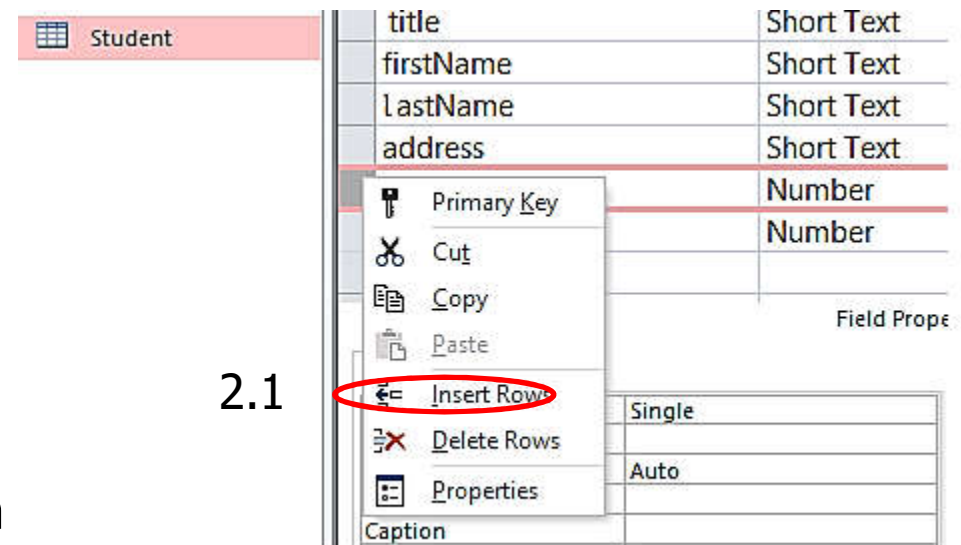 Student
title Short Text
firstName Short Text
lastName Short Text
address Short Text
Number
Number
Primary Key
Cut
Copy
Paste
Insert Rows
Delete Rows
Properties
2.1
Field Prope
Single
Auto
Caption